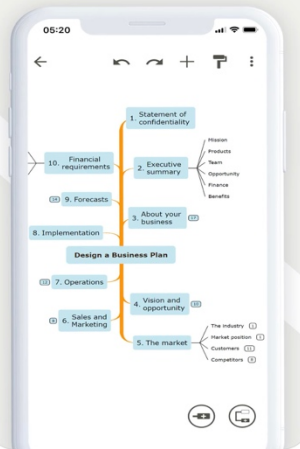 05:20
1. Statement of
confidentiality
10. Financial
requirements
2. Executive
summary
Mission
Products
Team
Opportunity
Finance
Benefits
9. Forecasts
3. About your
business
8. Implementation
Design a Business Plan
7. Operations
4. Vision and
opportunity
6. Sales and
Marketing
5. The market
The industry
Market position
Customers
Competitors